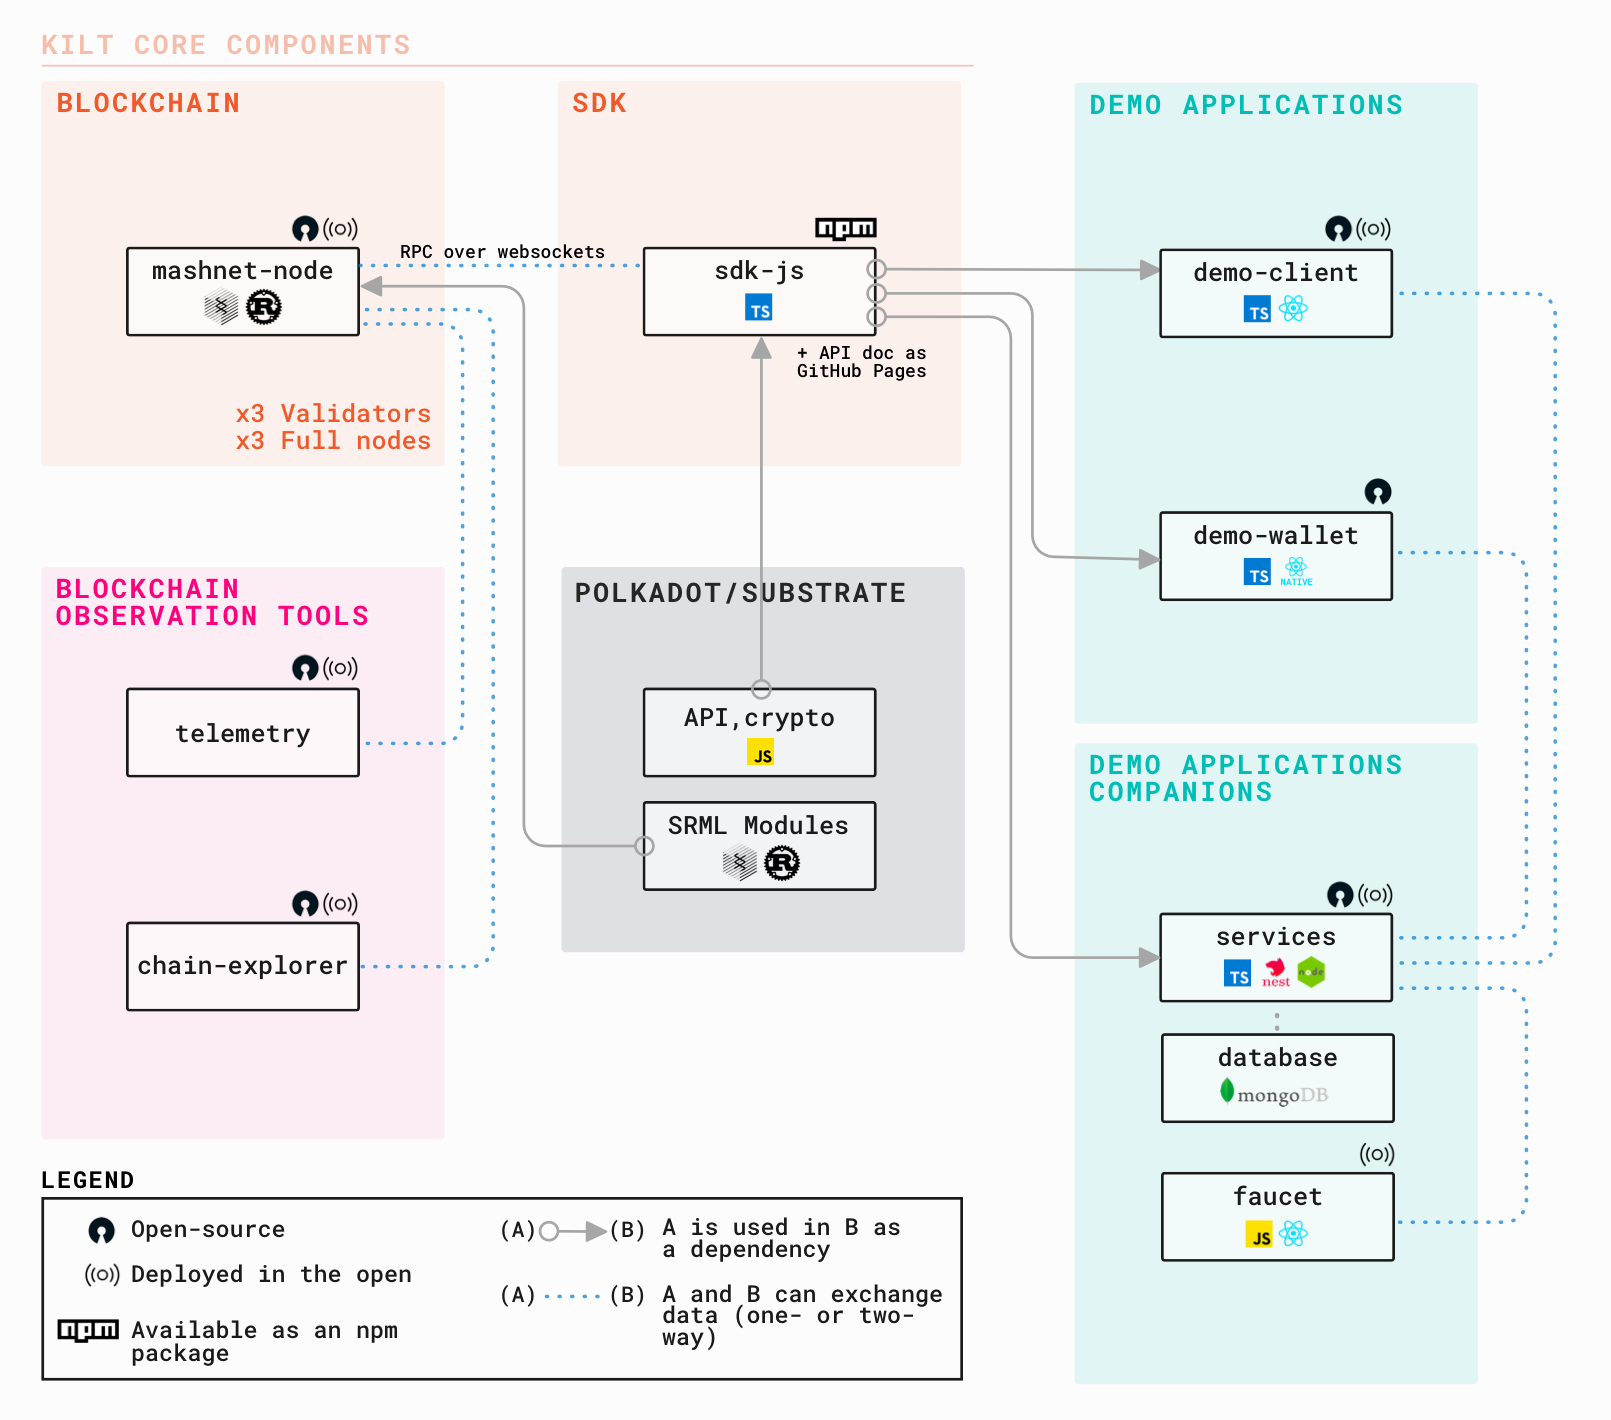 KILT CORE COMPONENTS
BLOCKCHAIN
mashnet-node
R
x3 Validators
x3 Full nodes
RPC over websockets
SDK
npm
sdk-js
TS
+ API doc as
GitHub Pages
DEMO APPLICATIONS
demo-client
TS
demo-wallet
TS
NATIVE
BLOCKCHAIN
OBSERVATION TOOLS
telemetry
chain-explorer
POLKADOT/SUBSTRATE
API,crypto
JS
SRML Modules
R
DEMO APPLICATIONS
COMPANIONS
services
TS
nest
node
database
mongoDB
faucet
JS
LEGEND
Open-source
Deployed in the open
npm
Available as an npm
package
(A) (B) A is used in B as
a dependency
(A) (B) A and B can exchange
data (one- or two-
way)